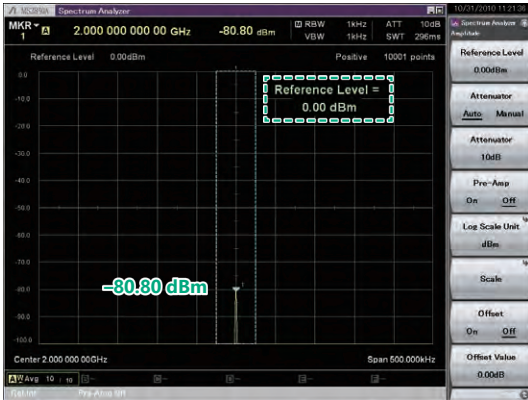 MKR
1
2.000 000 000 00 GHz
-80.80 dBm
RBW 1kHz
VBW 1kHz
ATT 10dB
SWT 296ms
Spectrum Analyzer
10/31/2010 11:21:36
Reference Level 0.00dBm
Positive 10001 points
0.0
-20.0
-30.0
-40.0
-50.0
-60.0
-70.0
-80.0
-90.0
-100.0
Reference Level =
0.00 dBm
–80.80 dBm
1
Center 2.000 000 00GHz
Span 500.000kHz
Avg 10 / 10
Pre-Amp Off
Spectrum Analyzer
Amplitude
Reference Level
0.00dBm
Attenuator
Auto Manual
Attenuator
10dB
Pre-Amp
On Off
Log Scale Unit
dBm
Scale
Offset
On Off
Offset Value
0.00dB